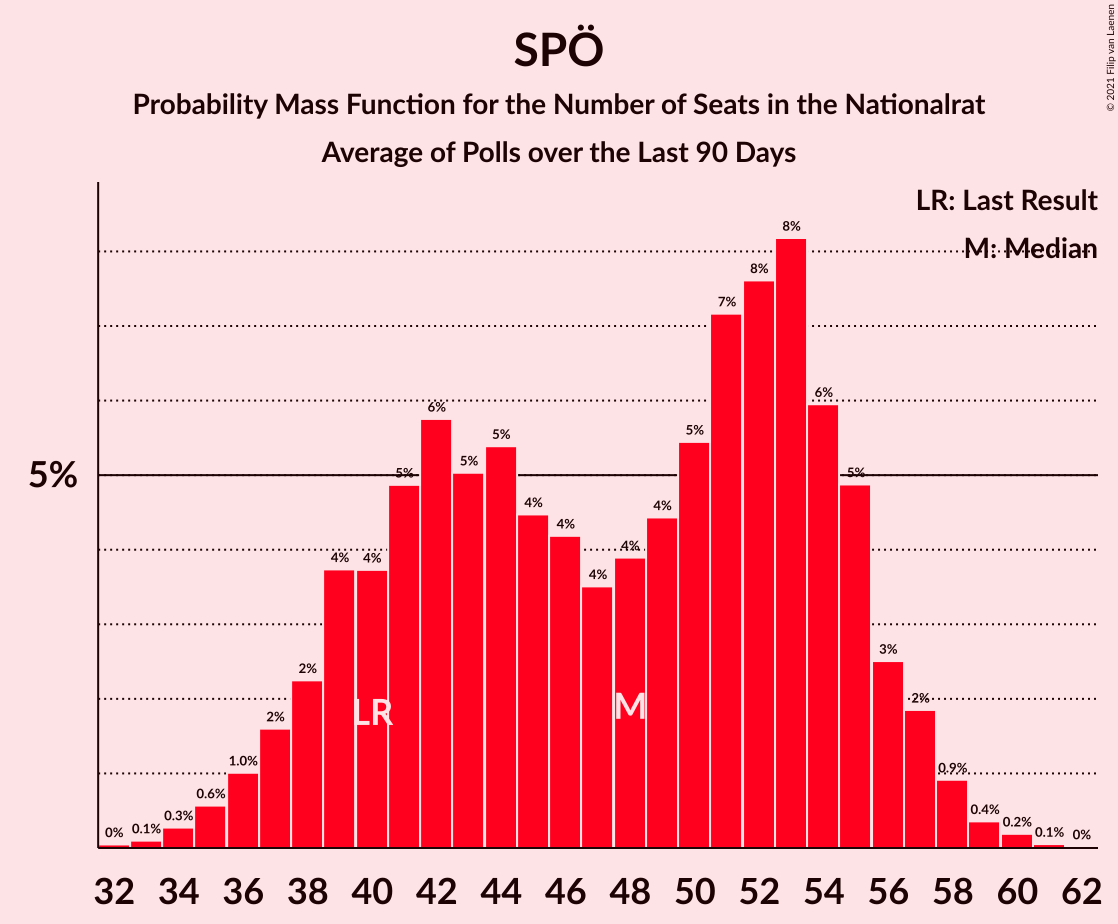 SPÖ
Probability Mass Function for the Number of Seats in the Nationalrat
Average of Polls over the Last 90 Days
© 2021 Filip van Laenen
LR: Last Result
M: Median
5%
0% 0.1% 0.3% 0.6% 1.0% 2% 2% 4% 4% 5% 6% 5% 5% 4% 4% 4% 4% 4% 5% 7% 8% 8% 6% 5% 3% 2% 0.9% 0.4% 0.2% 0.1% 0%
LR M
32 34 36 38 40 42 44 46 48 50 52 54 56 58 60 62